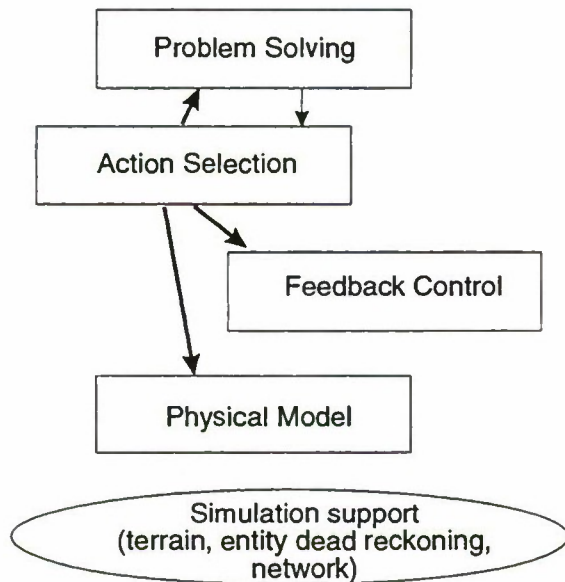 Problem Solving
Action Selection
Feedback Control
Physical Model
Simulation support
(terrain, entity dead reckoning,
network)